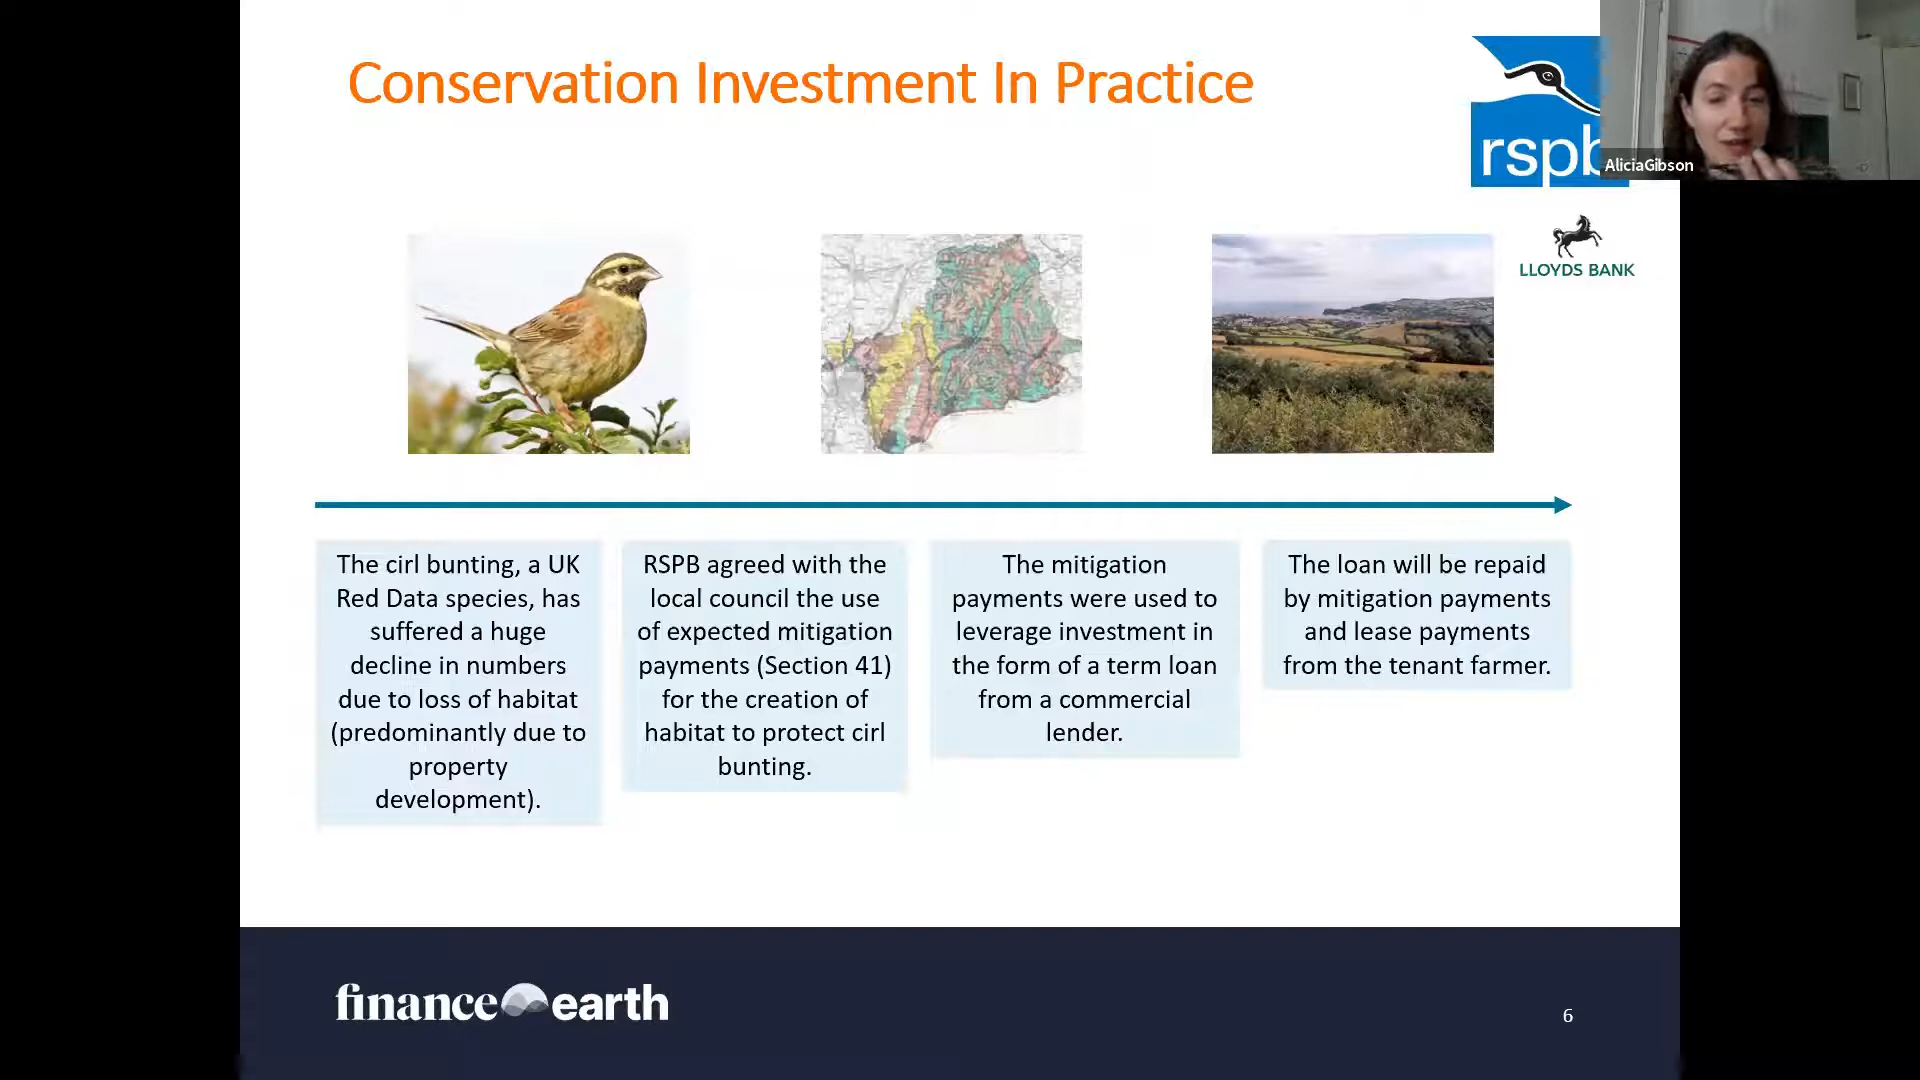 Conservation Investment In Practice
rspb
AliciaGibson
LLOYDS BANK
The cirl bunting, a UK
Red Data species, has
suffered a huge
decline in numbers
due to loss of habitat
(predominantly due to
property
development).
RSPB agreed with the
local council the use
of expected mitigation
payments (Section 41)
for the creation of
habitat to protect cirl
bunting.
The mitigation
payments were used to
leverage investment in
the form of a term loan
from a commercial
lender.
The loan will be repaid
by mitigation payments
and lease payments
from the tenant farmer.
finance earth
6